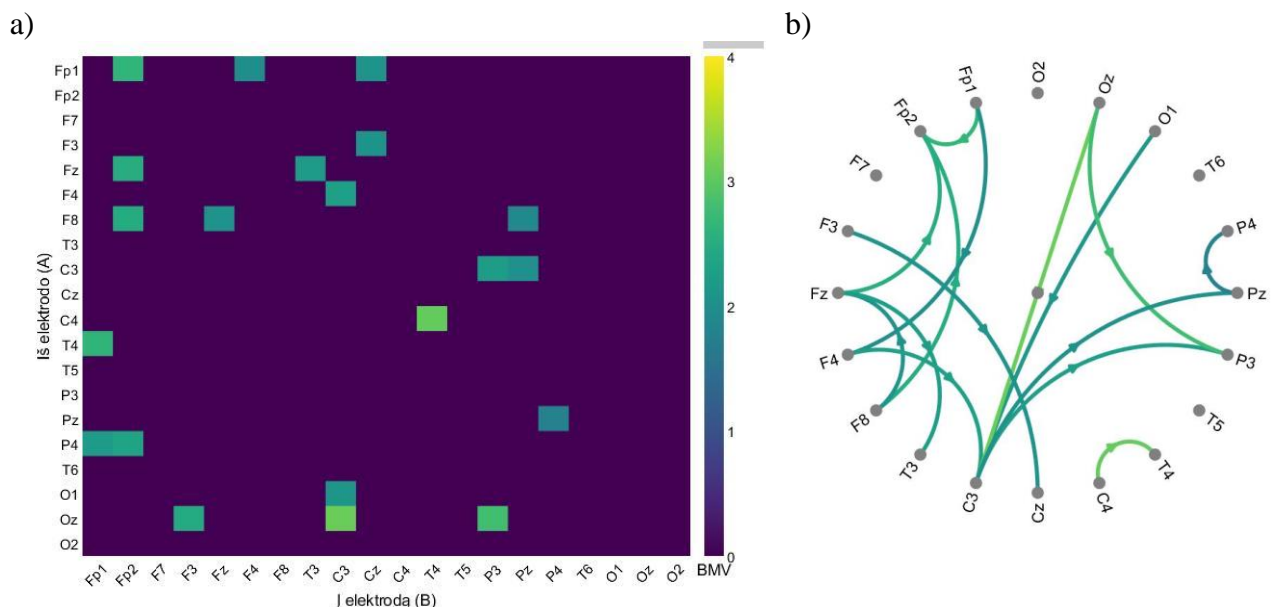 a)
b)
Fp1
Fp2
F7
F3
Fz
F4
F8
T3
C3
Cz
C4
T4
T5
P3
Pz
P4
T6
O1
Oz
O2
Iš elektrodo (A)
Fp1 Fp2 F7 F3 Fz F4 F8 T3 C3 Cz C4 T4 T5 P3 Pz P4 T6 O1 Oz O2
Į elektrodą (B)
4
3
2
1
0
BMV
O2
Oz
O1
T6
P4
Pz
P3
T5
T4
C4
Cz
C3
T3
F8
F4
Fz
F3
F7
Fp2
Fp1